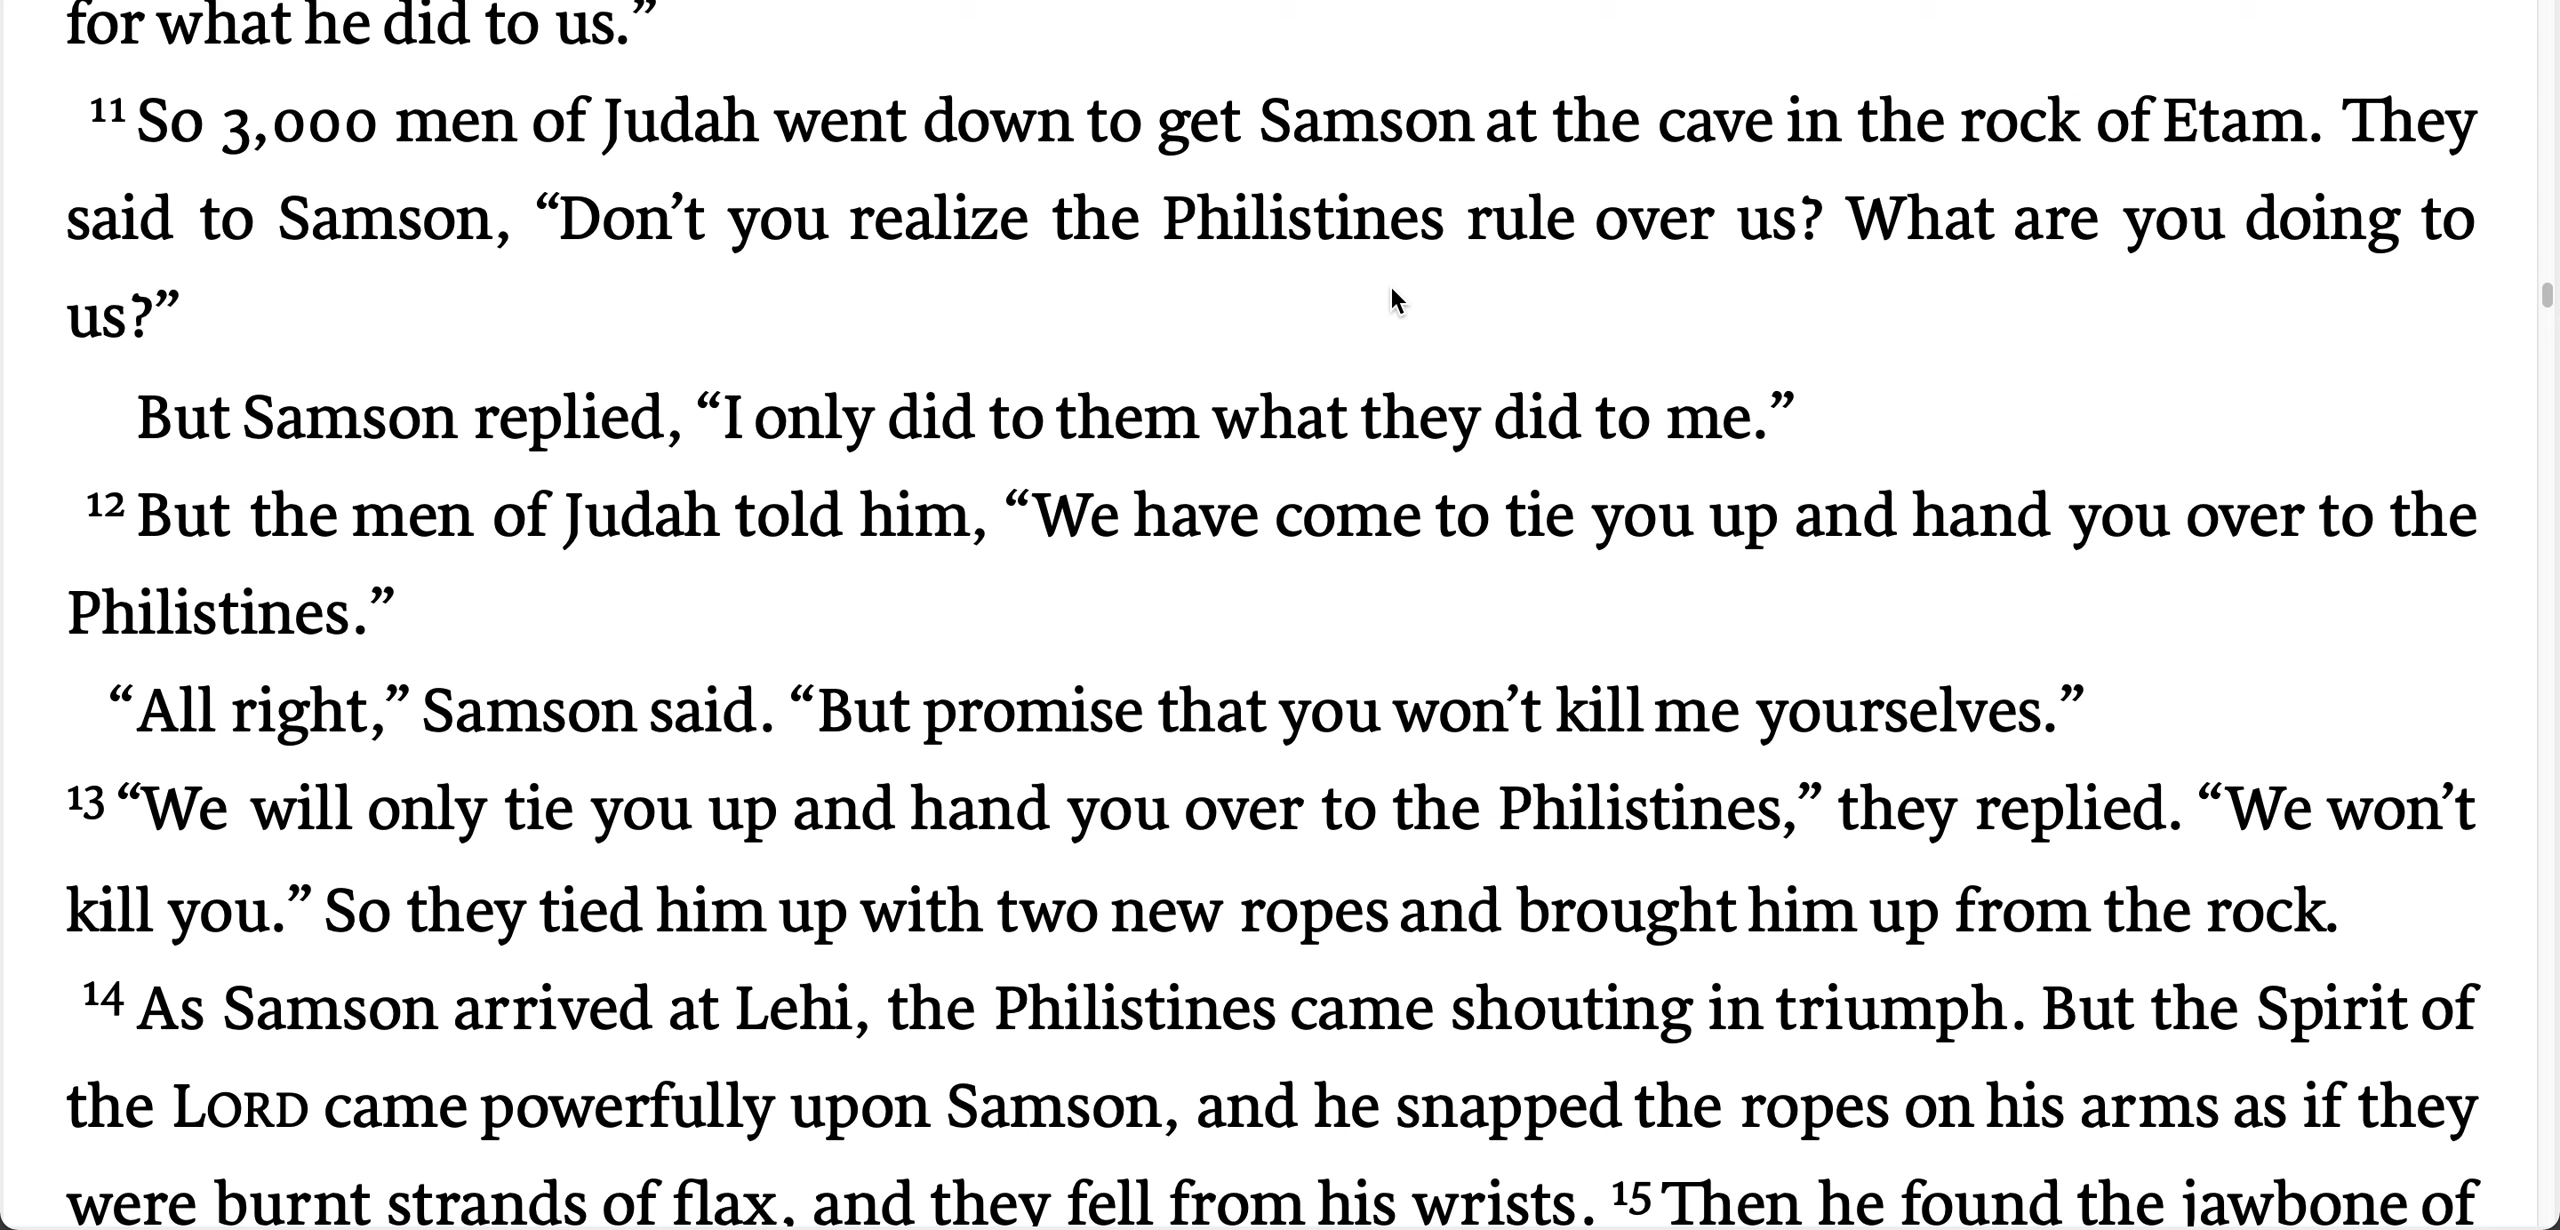 for what he did to us.”
11 So 3,000 men of Judah went down to get Samson at the cave in the rock of Etam. They
said to Samson, “Don’t you realize the Philistines rule over us? What are you doing to
us?”
But Samson replied, “I only did to them what they did to me.”
12 But the men of Judah told him, “We have come to tie you up and hand you over to the
Philistines.”
“All right,” Samson said. “But promise that you won’t kill me yourselves.”
13 “We will only tie you up and hand you over to the Philistines,” they replied. “We won’t
kill you.” So they tied him up with two new ropes and brought him up from the rock.
14 As Samson arrived at Lehi, the Philistines came shouting in triumph. But the Spirit of
the LORD came powerfully upon Samson, and he snapped the ropes on his arms as if they
were burnt strands of flax, and they fell from his wrists. 15 Then he found the jawbone of